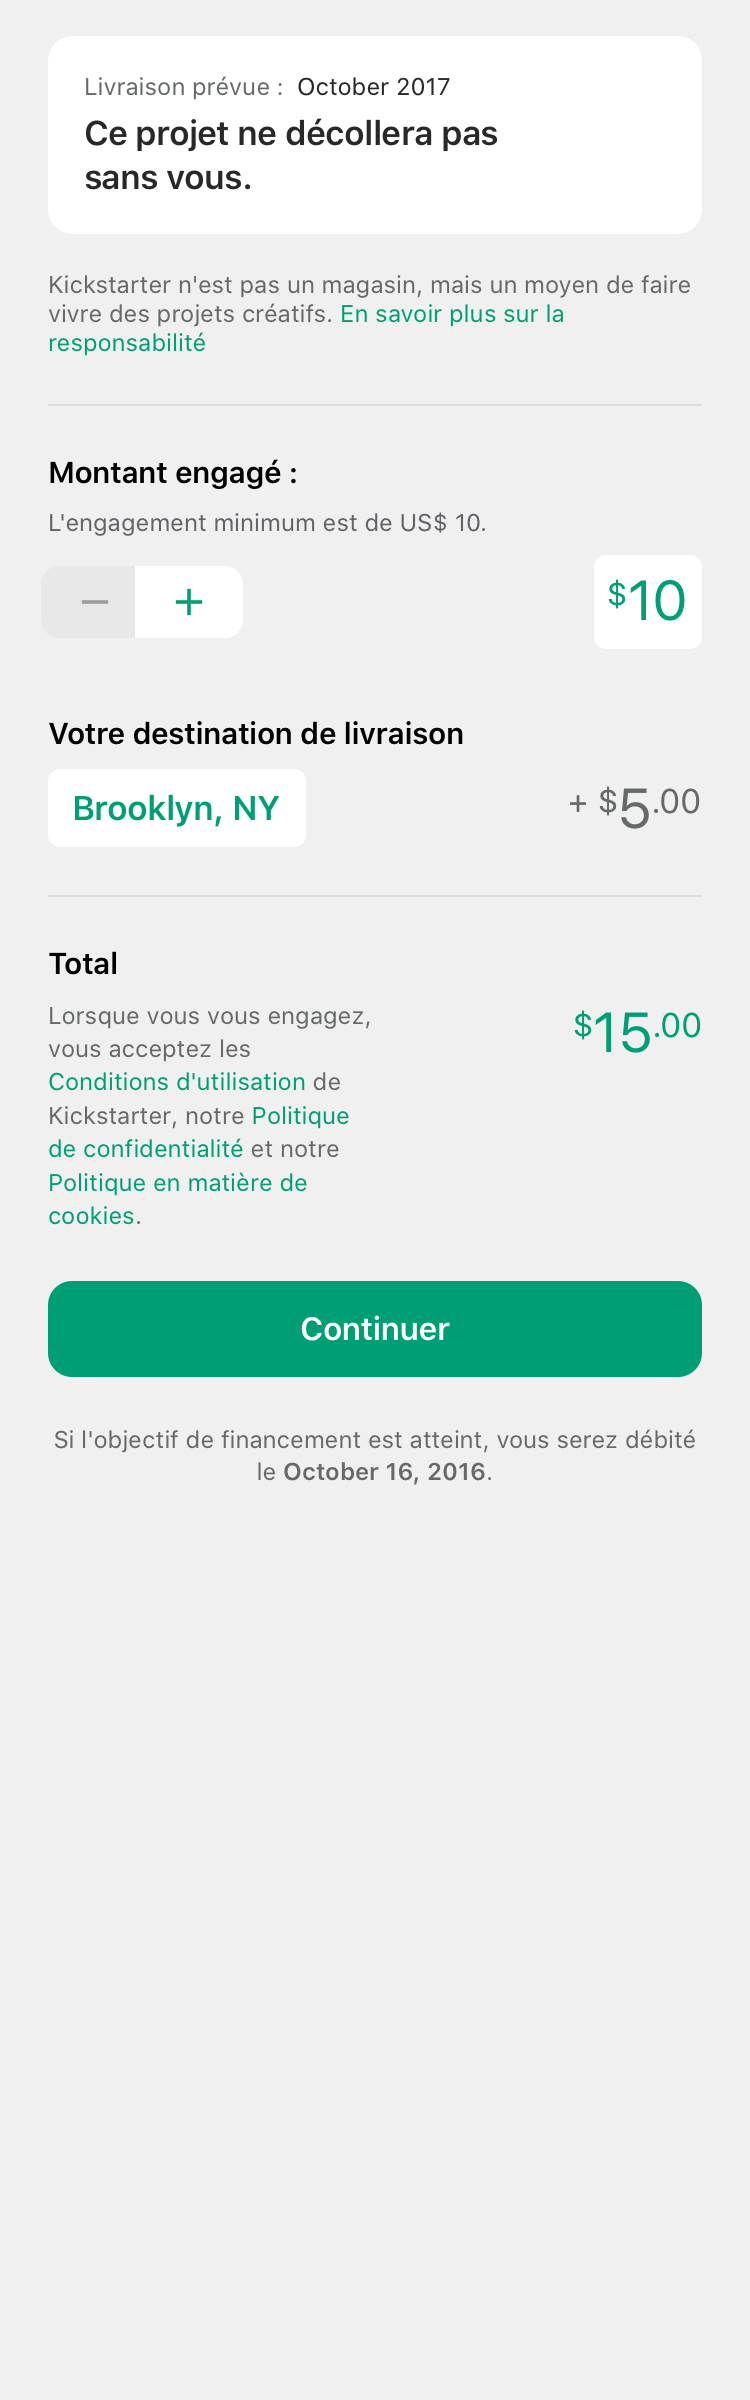 Livraison prévue : October 2017
Ce projet ne décollera pas
sans vous.
Kickstarter n'est pas un magasin, mais un moyen de faire
vivre des projets créatifs. En savoir plus sur la
responsabilité
Montant engagé :
L'engagement minimum est de US$ 10.
− + $10
Votre destination de livraison
Brooklyn, NY + $5.00
Total
$15.00
Lorsque vous vous engagez,
vous acceptez les
Conditions d'utilisation de
Kickstarter, notre Politique
de confidentialité et notre
Politique en matière de
cookies.
Continuer
Si l'objectif de financement est atteint, vous serez débité
le October 16, 2016.